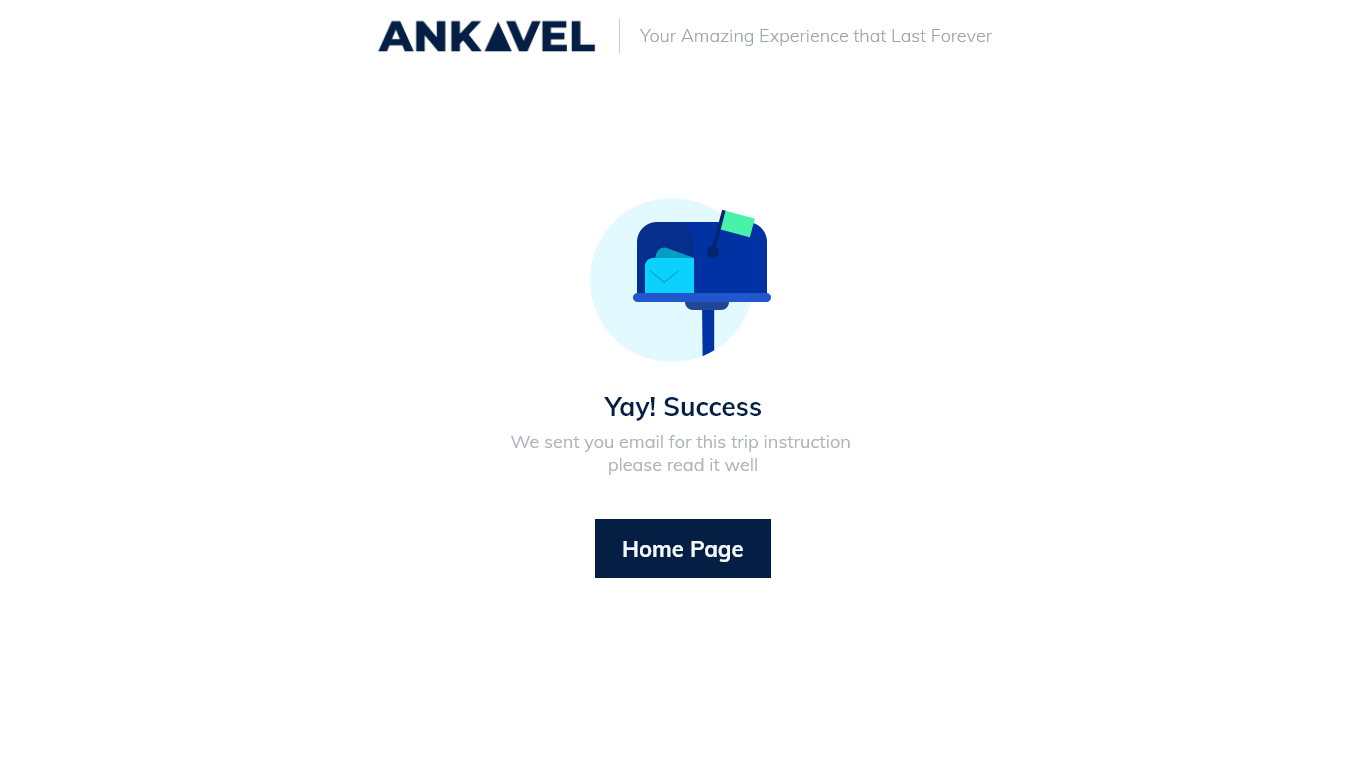 ANKAVEL
Your Amazing Experience that Last Forever
Yay! Success
We sent you email for this trip instruction
please read it well
Home Page